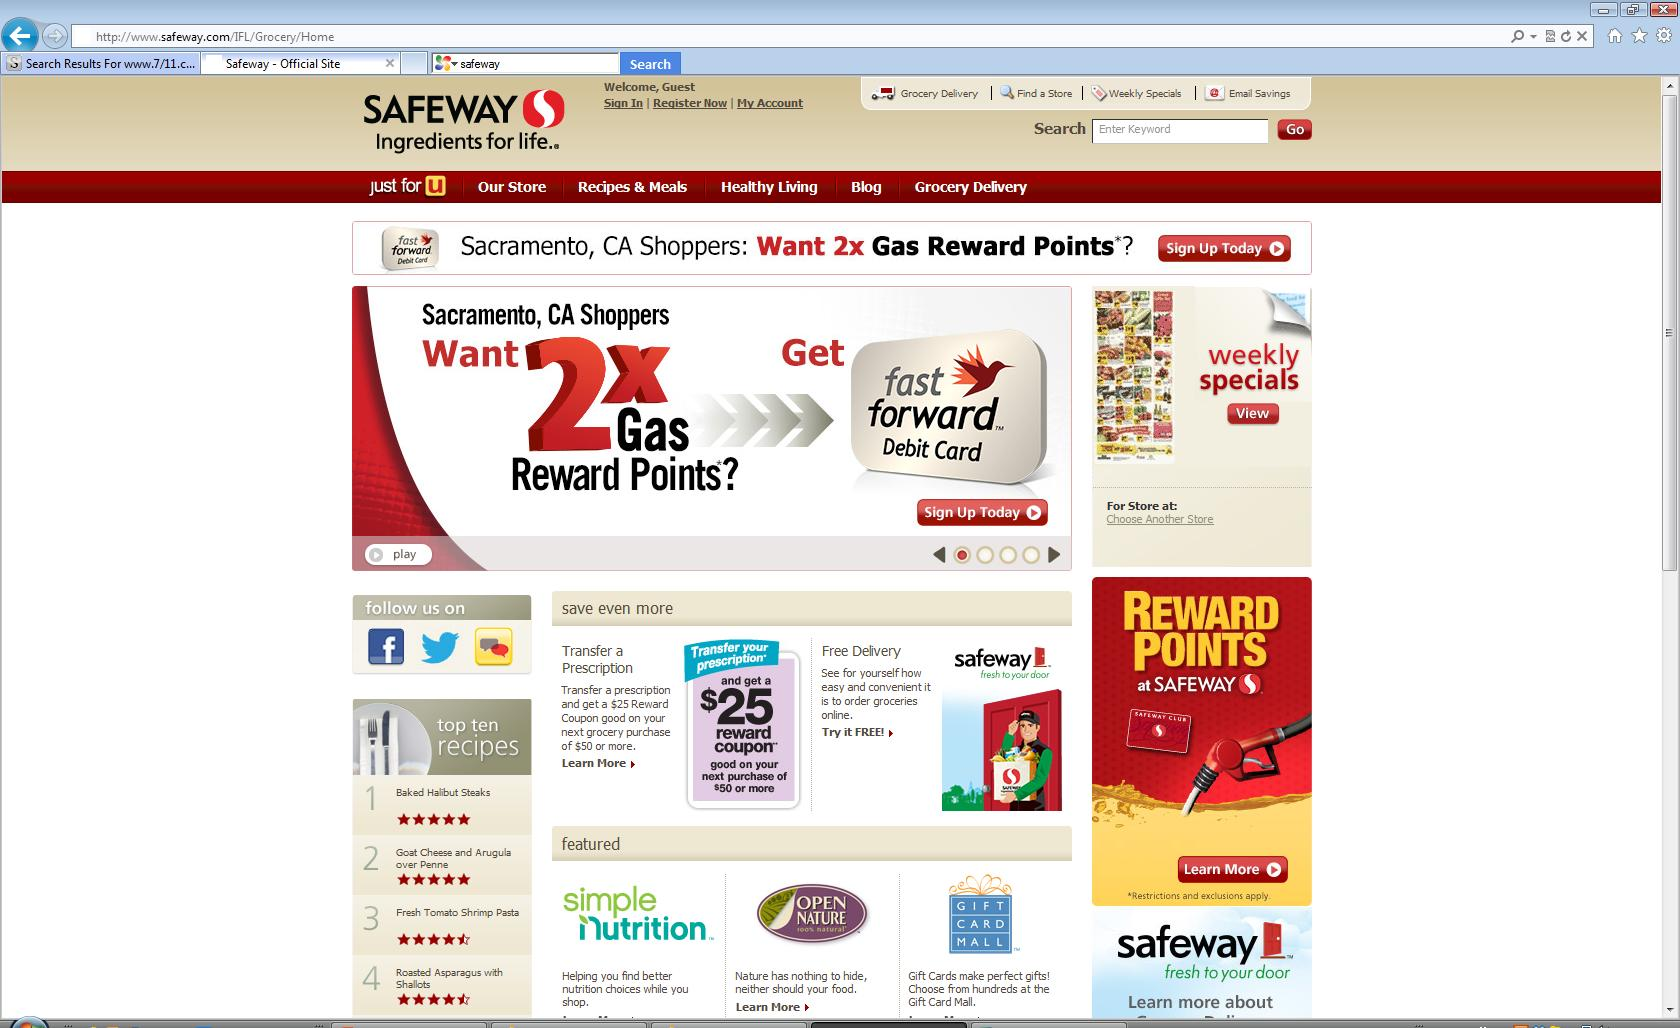 http://www.safeway.com/IFL/Grocery/Home
Search Results For www.7/11.c...
Safeway - Official Site
safeway
Search
SAFEWAY
Ingredients for life.®
Welcome, Guest
Sign In | Register Now | My Account
Grocery Delivery
Find a Store
Weekly Specials
Email Savings
Search
Enter Keyword
Go
just for U
Our Store
Recipes & Meals
Healthy Living
Blog
Grocery Delivery
fast
forward
Debit Card
Sacramento, CA Shoppers: Want 2x Gas Reward Points*?
Sign Up Today
Sacramento, CA Shoppers
Want 2x
Gas
Reward Points*?
Get
fast
forward™
Debit Card
Sign Up Today
play
weekly
specials
View
For Store at:
Choose Another Store
follow us on
top ten
recipes
1
Baked Halibut Steaks
2
Goat Cheese and Arugula
over Penne
3
Fresh Tomato Shrimp Pasta
4
Roasted Asparagus with
Shallots
save even more
Transfer a
Prescription
Transfer a prescription
and get a $25 Reward
Coupon good on your
next grocery purchase
of $50 or more.
Learn More
Transfer your
prescription*
and get a
$25
reward
coupon**
good on your
next purchase of
$50 or more
Free Delivery
See for yourself how
easy and convenient it
is to order groceries
online.
Try it FREE!
safeway
fresh to your door
SAFEWAY
featured
simple
nutrition™
Helping you find better
nutrition choices while you
shop.
OPEN
NATURE
100% natural
Nature has nothing to hide,
neither should your food.
Learn More
GIFT
CARD
MALL™
Gift Cards make perfect gifts!
Choose from hundreds at the
Gift Card Mall.
REWARD
POINTS
at SAFEWAY
SAFEWAY CLUB
Learn More
*Restrictions and exclusions apply.
safeway™
fresh to your door
Learn more about